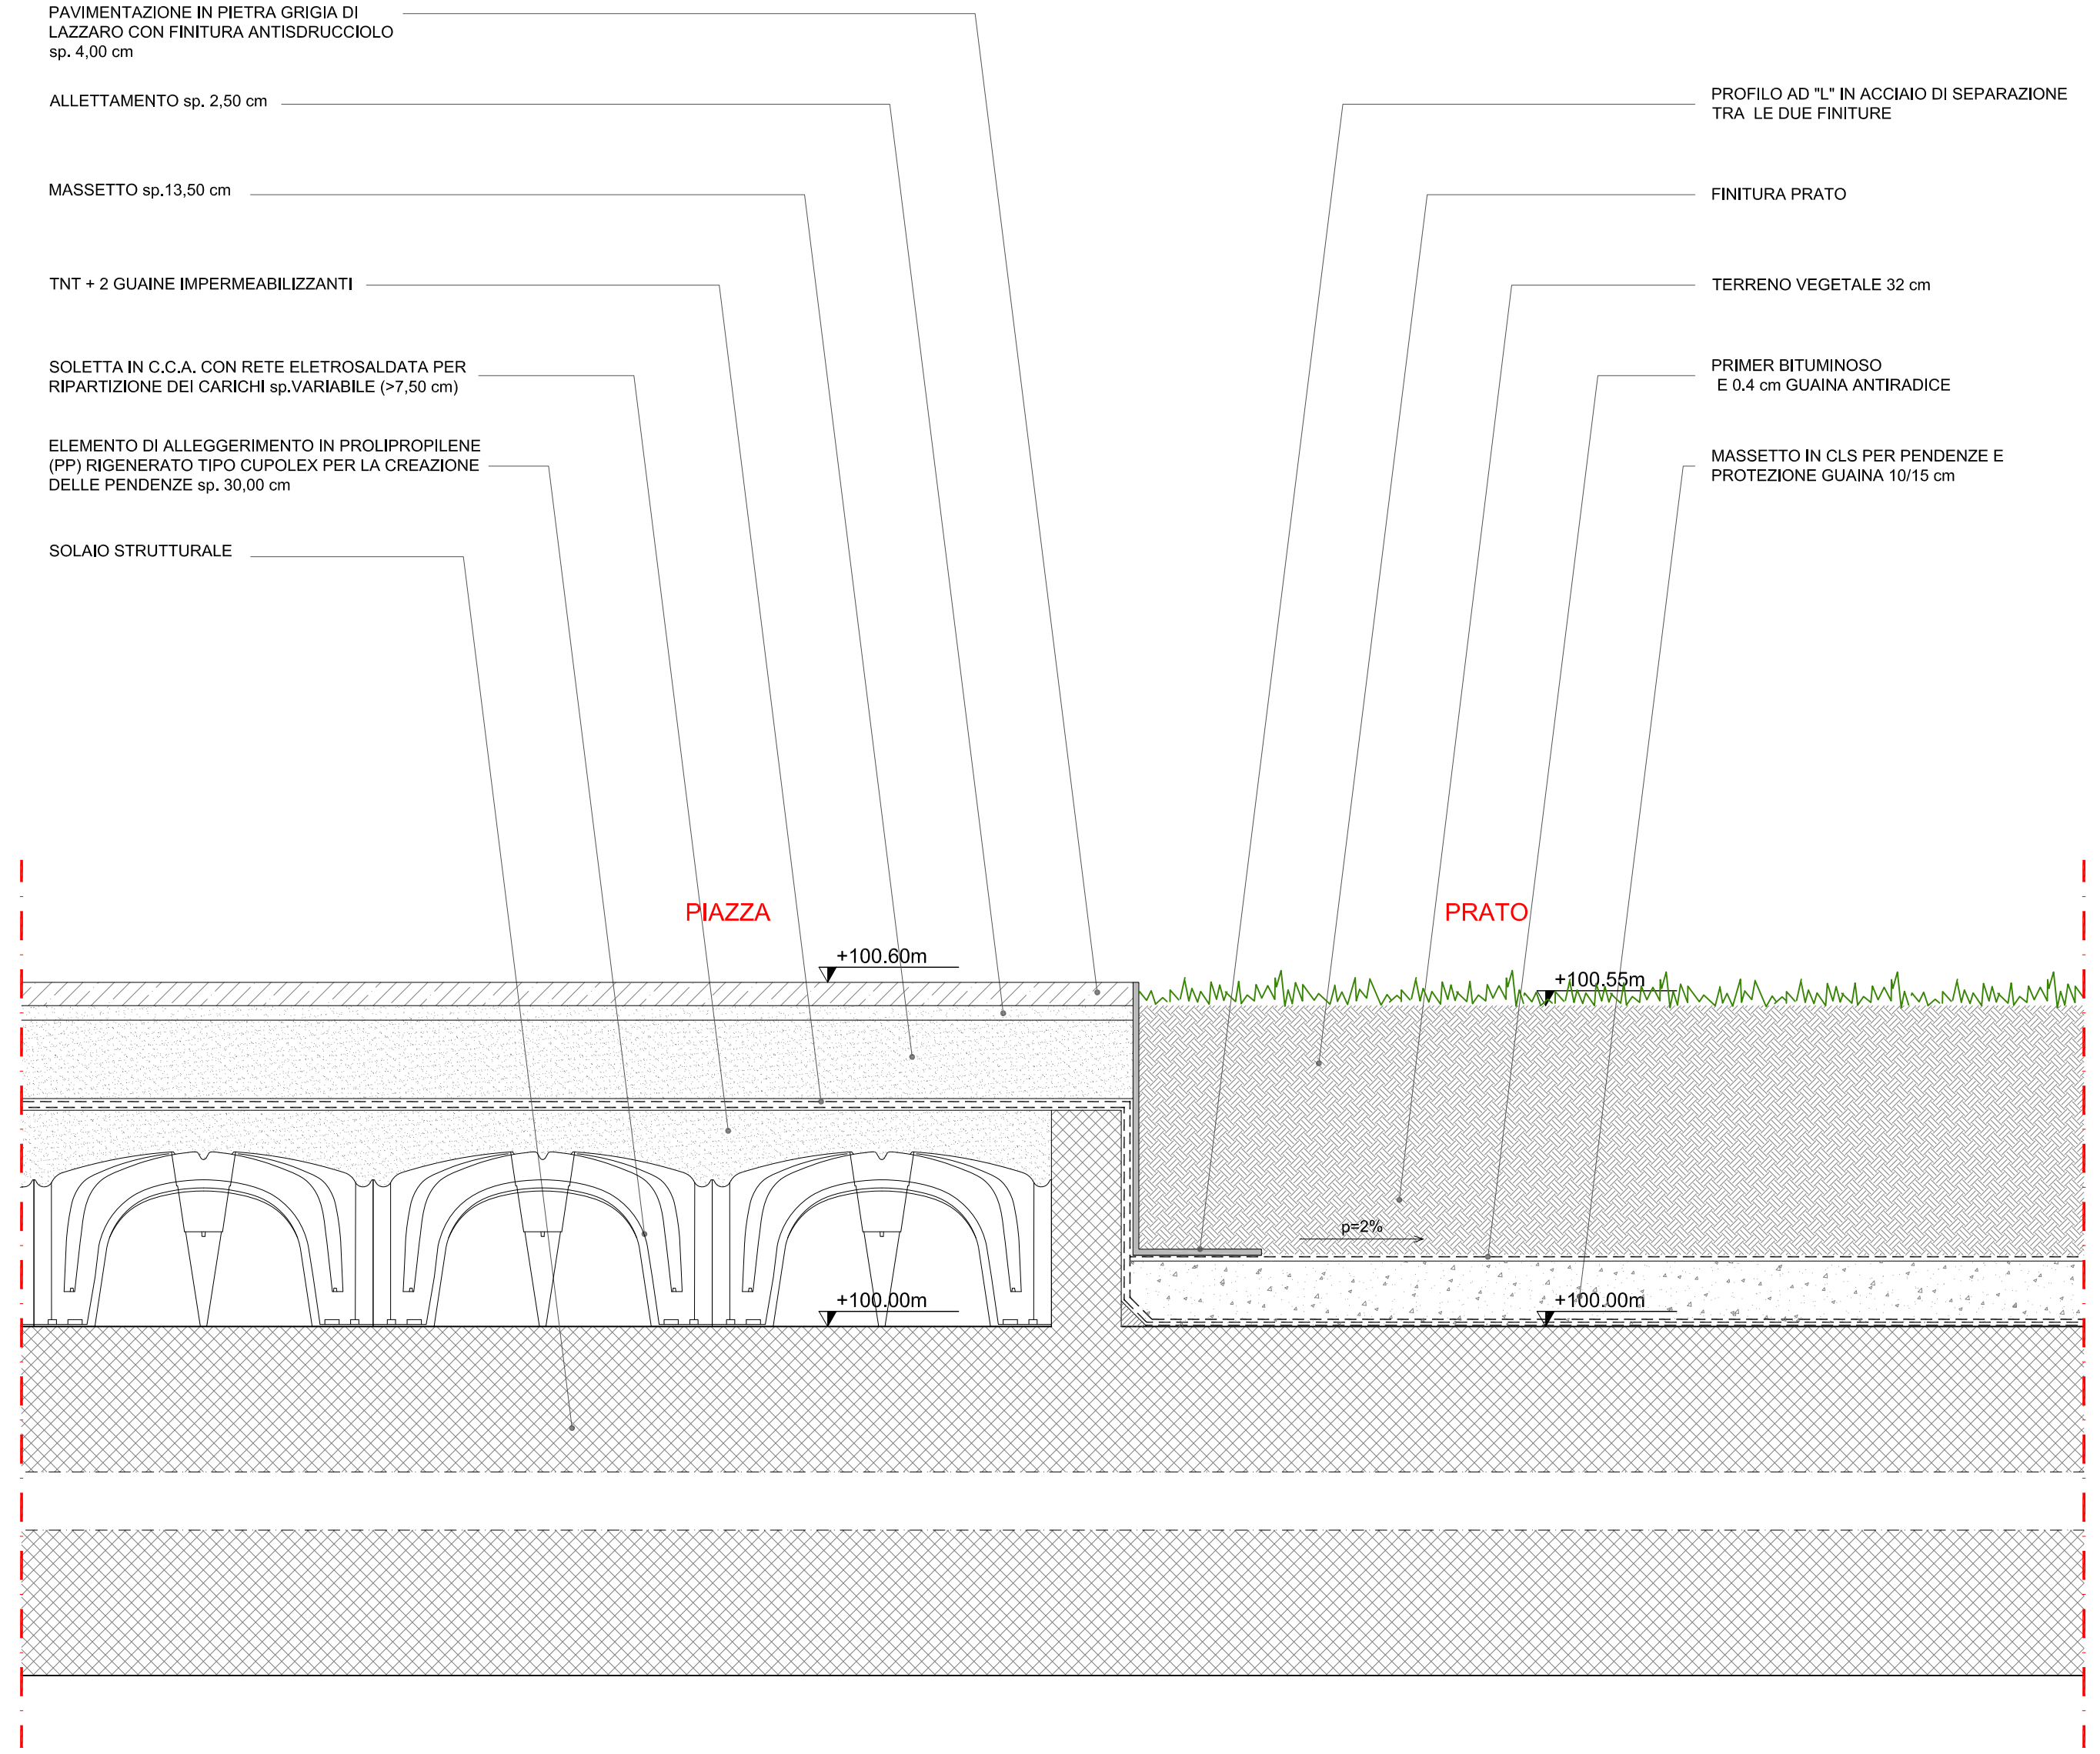 PAVIMENTAZIONE IN PIETRA GRIGIA DI
LAZZARO CON FINITURA ANTISDRUCCIOLO
sp. 4,00 cm
ALLETTAMENTO sp. 2,50 cm
MASSETTO sp.13,50 cm
TNT + 2 GUAINE IMPERMEABILIZZANTI
SOLETTA IN C.C.A. CON RETE ELETROSALDATA PER
RIPARTIZIONE DEI CARICHI sp.VARIABILE (>7,50 cm)
ELEMENTO DI ALLEGGERIMENTO IN PROLIPROPILENE
(PP) RIGENERATO TIPO CUPOLEX PER LA CREAZIONE
DELLE PENDENZE sp. 30,00 cm
SOLAIO STRUTTURALE
PROFILO AD "L" IN ACCIAIO DI SEPARAZIONE
TRA LE DUE FINITURE
FINITURA PRATO
TERRENO VEGETALE 32 cm
PRIMER BITUMINOSO
E 0.4 cm GUAINA ANTIRADICE
MASSETTO IN CLS PER PENDENZE E
PROTEZIONE GUAINA 10/15 cm
PIAZZA
PRATO
+100.60m
+100.55m
p=2%
+100.00m
+100.00m